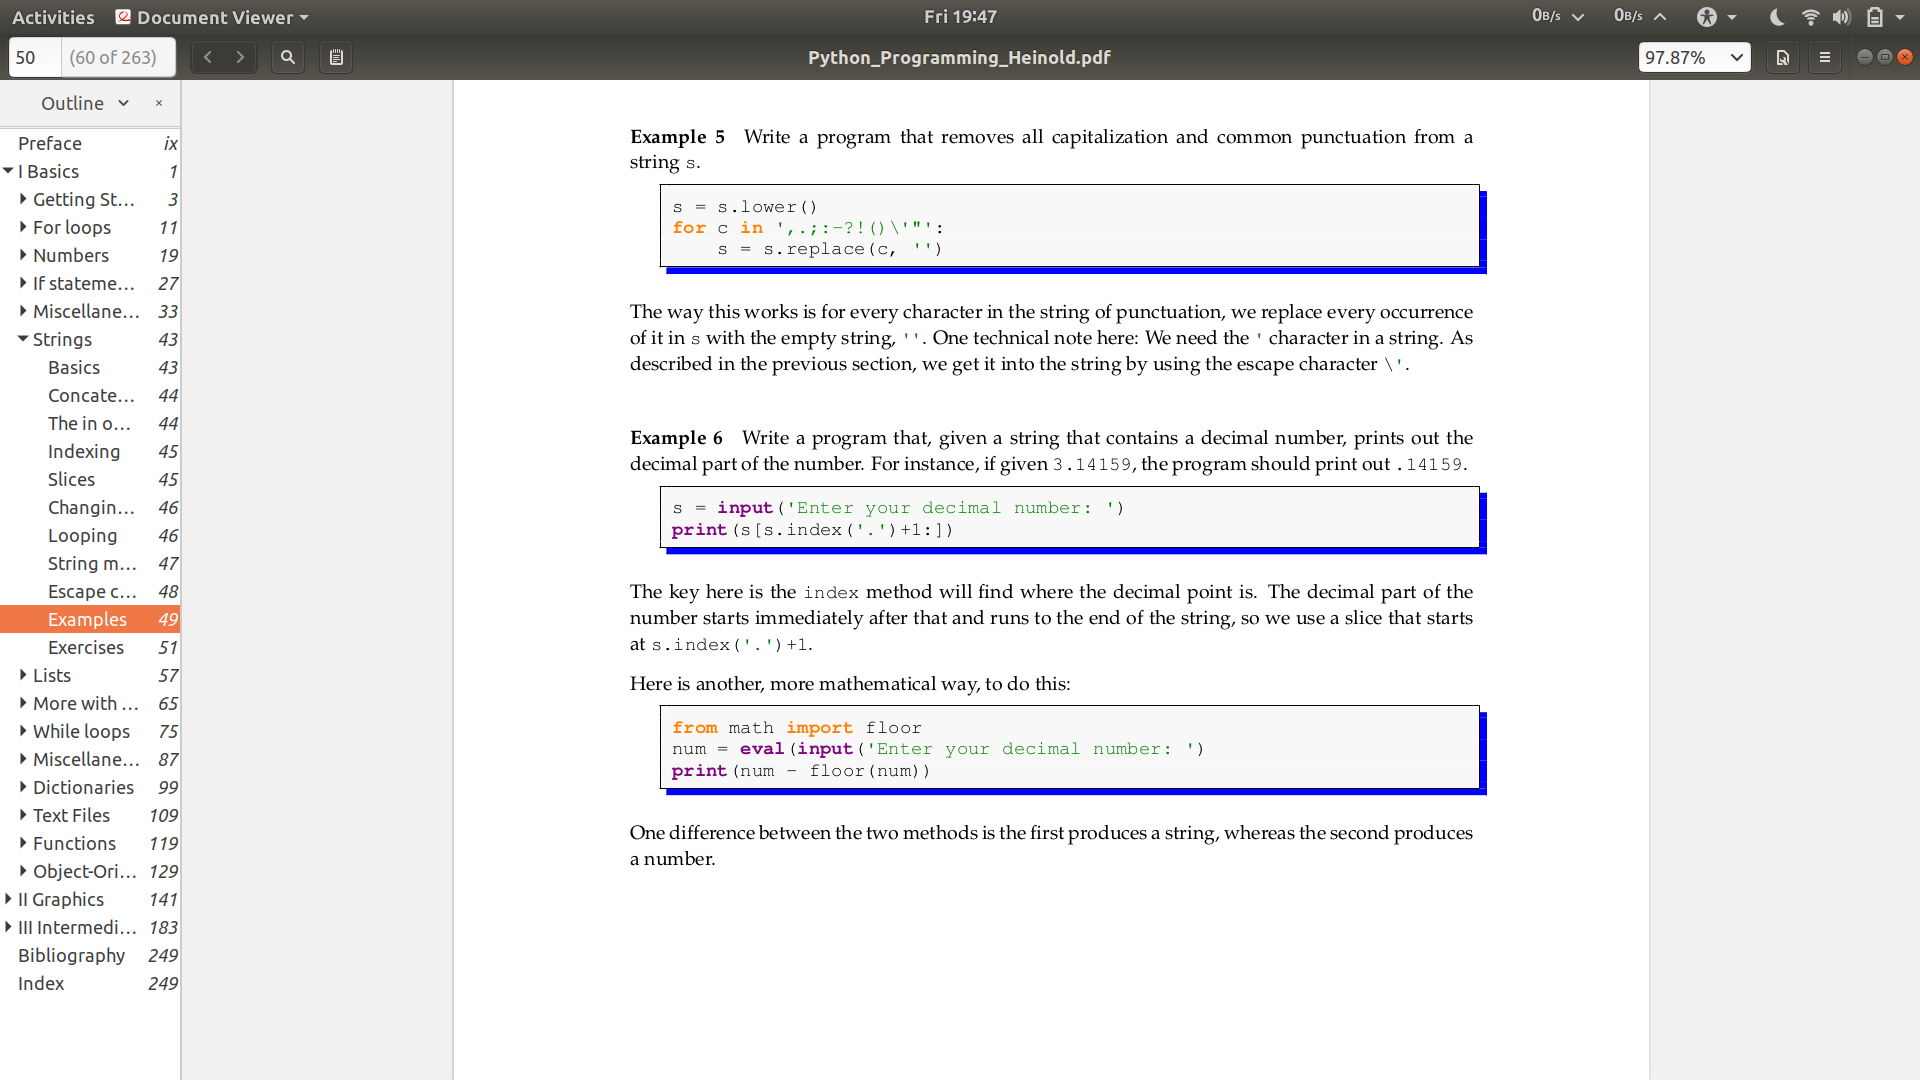 Activities Document Viewer Fri 19:47 0B/s 0B/s
50 (60 of 263) Python_Programming_Heinold.pdf 97.87%
Outline ×
Preface ix
I Basics 1
Getting St... 3
For loops 11
Numbers 19
If stateme... 27
Miscellane... 33
Strings 43
Basics 43
Concate... 44
The in o... 44
Indexing 45
Slices 45
Changin... 46
Looping 46
String m... 47
Escape c... 48
Examples 49
Exercises 51
Lists 57
More with ... 65
While loops 75
Miscellane... 87
Dictionaries 99
Text Files 109
Functions 119
Object-Ori... 129
II Graphics 141
III Intermedi... 183
Bibliography 249
Index 249
Example 5 Write a program that removes all capitalization and common punctuation from a
string s.
s = s.lower()
for c in ',.;:-?!()\'"':
    s = s.replace(c, '')
The way this works is for every character in the string of punctuation, we replace every occurrence
of it in s with the empty string, ''. One technical note here: We need the ' character in a string. As
described in the previous section, we get it into the string by using the escape character \'.
Example 6 Write a program that, given a string that contains a decimal number, prints out the
decimal part of the number. For instance, if given 3.14159, the program should print out .14159.
s = input('Enter your decimal number: ')
print(s[s.index('.')+1:])
The key here is the index method will find where the decimal point is. The decimal part of the
number starts immediately after that and runs to the end of the string, so we use a slice that starts
at s.index('.')+1.
Here is another, more mathematical way, to do this:
from math import floor
num = eval(input('Enter your decimal number: ')
print(num - floor(num))
One difference between the two methods is the first produces a string, whereas the second produces
a number.